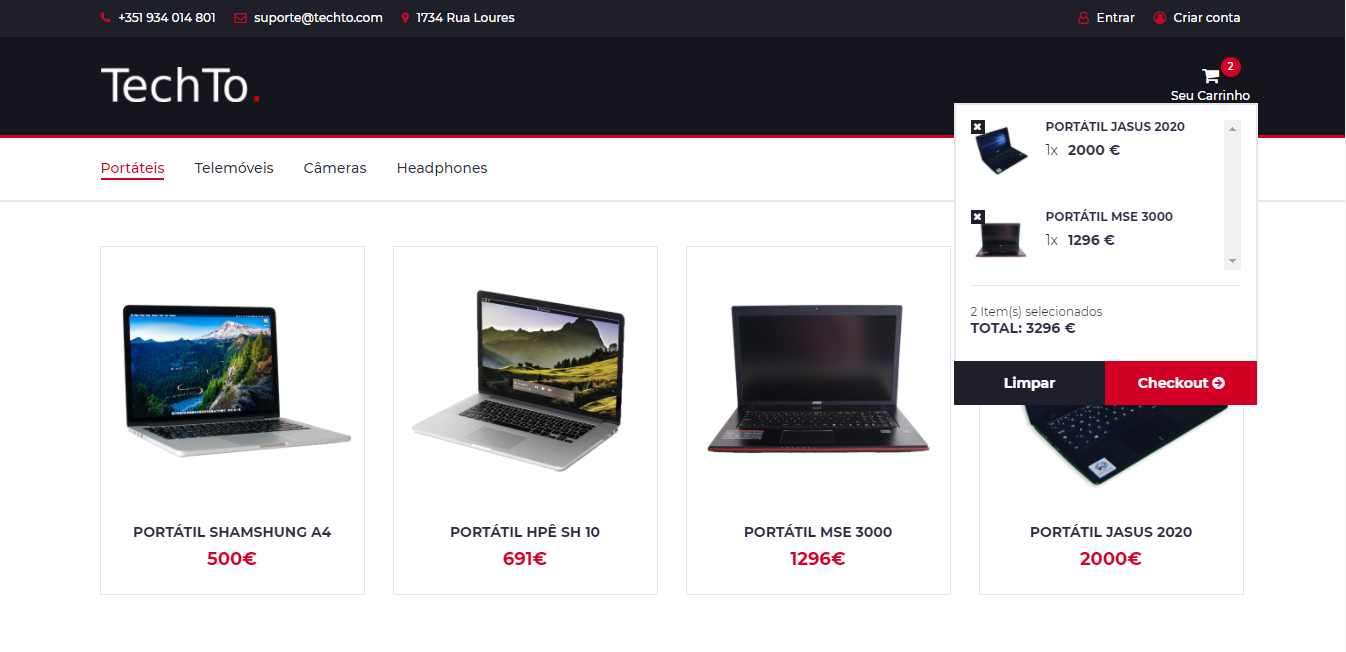 +351 934 014 801 suporte@techto.com 1734 Rua Loures Entrar Criar conta
TechTo.
2
Seu Carrinho
PORTÁTIL JASUS 2020
1x 2000 €
PORTÁTIL MSE 3000
1x 1296 €
2 Item(s) selecionados
TOTAL: 3296 €
Limpar Checkout
Portáteis Telemóveis Câmeras Headphones
PORTÁTIL SHAMSHUNG A4
500€
PORTÁTIL HPÊ SH 10
691€
PORTÁTIL MSE 3000
1296€
PORTÁTIL JASUS 2020
2000€